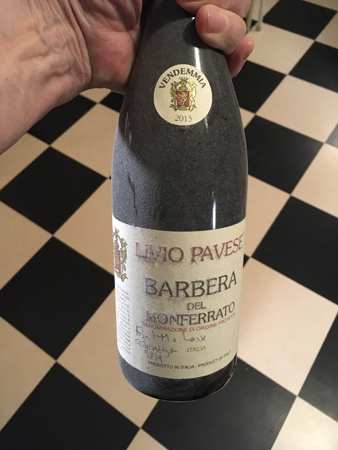 VENDEMMIA
2013
LIVIO PAVESE
BARBERA
DEL
MONFERRATO
DENOMINAZIONE DI ORIGINE PROTETTA
ITALIA
PRODOTTO IN ITALIA - PRODUCT OF ITALY